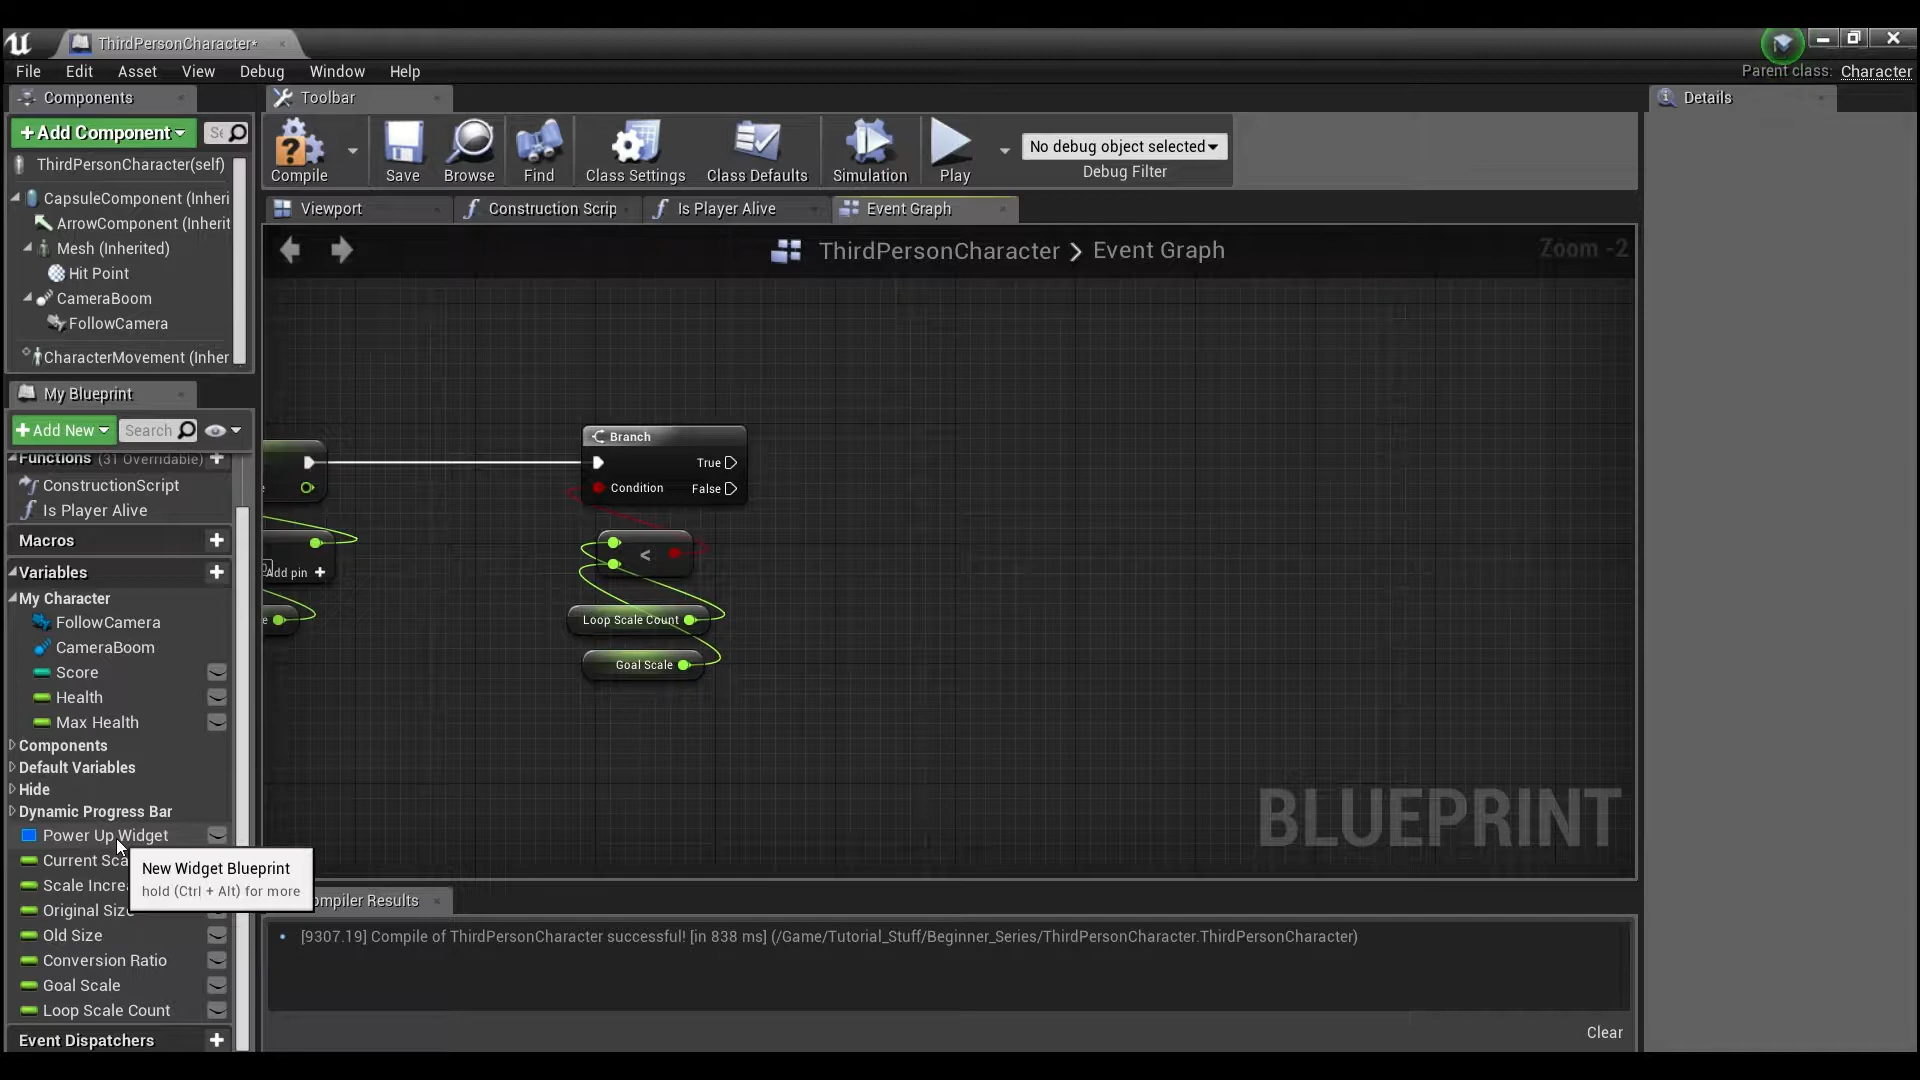 ThirdPersonCharacter*
File Edit Asset View Debug Window Help
Parent class: Character
Components
Toolbar
Details
+Add Component
Se
ThirdPersonCharacter(self)
CapsuleComponent (Inheri
ArrowComponent (Inherit
Mesh (Inherited)
Hit Point
CameraBoom
FollowCamera
CharacterMovement (Inher
Compile
Save
Browse
Find
Class Settings
Class Defaults
Simulation
Play
No debug object selected
Debug Filter
Viewport
Construction Scrip
Is Player Alive
Event Graph
ThirdPersonCharacter > Event Graph
Zoom -2
My Blueprint
+Add New
Search
Functions (31 Overridable) +
ConstructionScript
Is Player Alive
Macros +
Variables +
My Character
FollowCamera
CameraBoom
Score
Health
Max Health
Components
Default Variables
Hide
Dynamic Progress Bar
Power Up Widget
Current Sca
Scale Increa
Original Size
Old Size
Conversion Ratio
Goal Scale
Loop Scale Count
Event Dispatchers +
New Widget Blueprint
hold (Ctrl + Alt) for more
e
Add pin +
e
Branch
True
Condition
False
<
Loop Scale Count
Goal Scale
BLUEPRINT
ompiler Results
[9307.19] Compile of ThirdPersonCharacter successful! [in 838 ms] (/Game/Tutorial_Stuff/Beginner_Series/ThirdPersonCharacter.ThirdPersonCharacter)
Clear